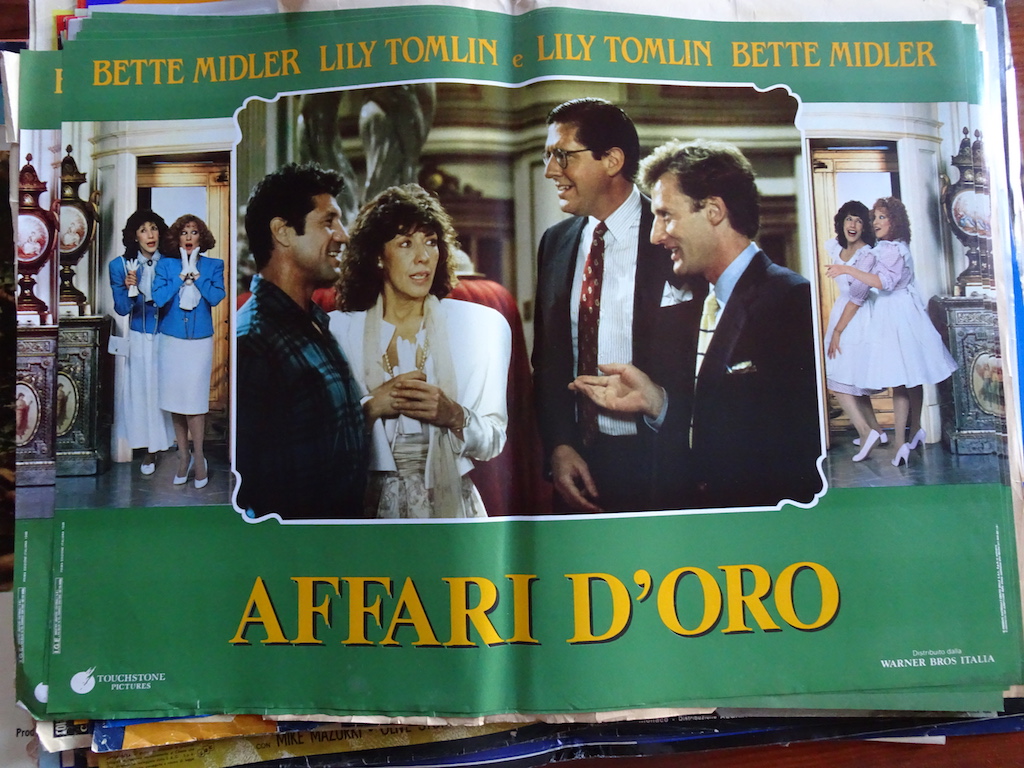 BETTE MIDLER LILY TOMLIN e LILY TOMLIN BETTE MIDLER
AFFARI D'ORO
TOUCHSTONE
PICTURES
Distribuito dalla
WARNER BROS ITALIA
CON MIKE MAZURKI -